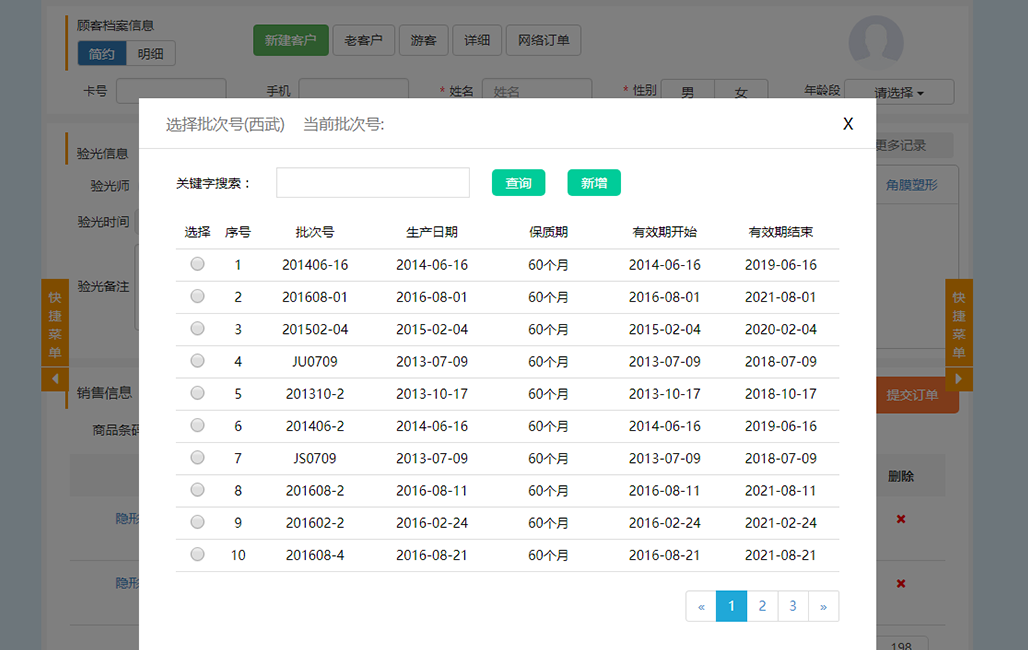 顾客档案信息
简约 明细
新建客户 老客户 游客 详细 网络订单
卡号 手机 * 姓名 姓名 * 性别 男 女 年龄段 请选择
选择批次号(西武) 当前批次号: X
验光信息 更多记录
验光师 角膜塑形
验光时间
验光备注
关键字搜索： 查询 新增
选择 序号 批次号 生产日期 保质期 有效期开始 有效期结束
1 201406-16 2014-06-16 60个月 2014-06-16 2019-06-16
2 201608-01 2016-08-01 60个月 2016-08-01 2021-08-01
3 201502-04 2015-02-04 60个月 2015-02-04 2020-02-04
4 JU0709 2013-07-09 60个月 2013-07-09 2018-07-09
5 201310-2 2013-10-17 60个月 2013-10-17 2018-10-17
6 201406-2 2014-06-16 60个月 2014-06-16 2019-06-16
7 JS0709 2013-07-09 60个月 2013-07-09 2018-07-09
8 201608-2 2016-08-11 60个月 2016-08-11 2021-08-11
9 201602-2 2016-02-24 60个月 2016-02-24 2021-02-24
10 201608-4 2016-08-21 60个月 2016-08-21 2021-08-21
« 1 2 3 »
快捷菜单
快捷菜单
销售信息 提交订单
商品条码
删除
隐形
隐形
198